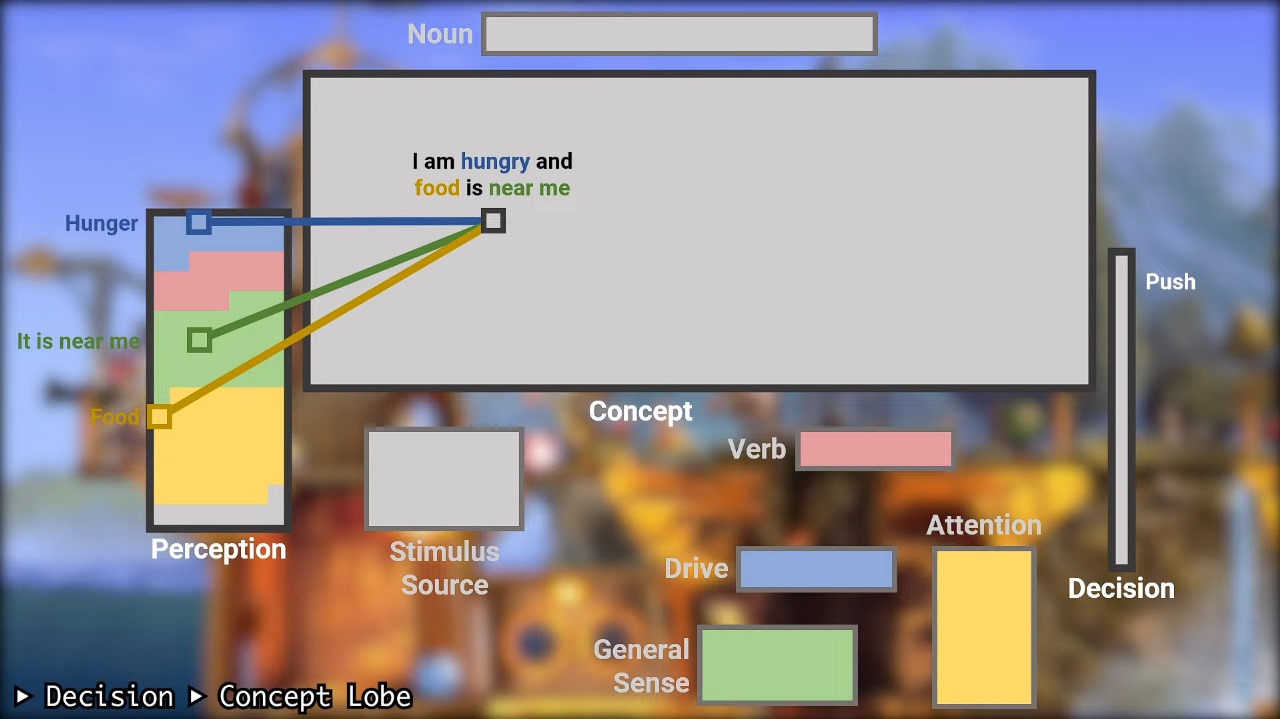 Noun
I am hungry and
food is near me
Hunger
It is near me
Food
Push
Perception
Concept
Verb
Stimulus
Source
Attention
Drive
Decision
General
Sense
▶ Decision ▶ Concept Lobe